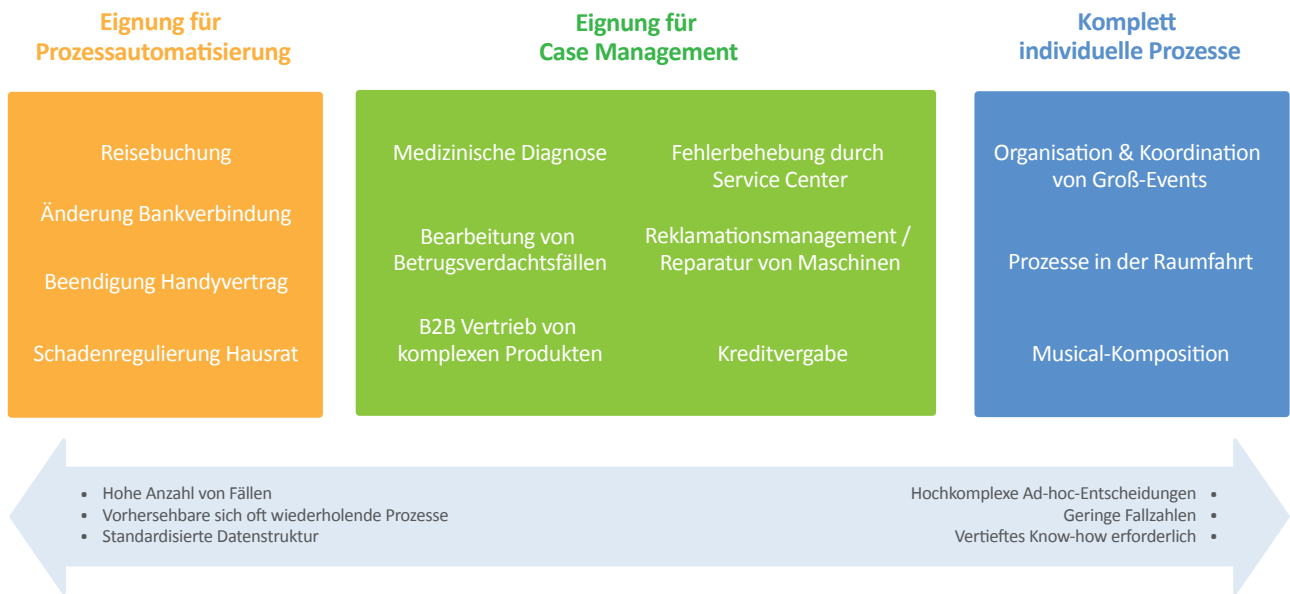 Eignung für
Prozessautomatisierung
Eignung für
Case Management
Komplett
individuelle Prozesse
Reisebuchung
Änderung Bankverbindung
Beendigung Handyvertrag
Schadenregulierung Hausrat
Medizinische Diagnose
Bearbeitung von
Betrugsverdachtsfällen
B2B Vertrieb von
komplexen Produkten
Fehlerbehebung durch
Service Center
Reklamationsmanagement /
Reparatur von Maschinen
Kreditvergabe
Organisation & Koordination
von Groß-Events
Prozesse in der Raumfahrt
Musical-Komposition
• Hohe Anzahl von Fällen
• Vorhersehbare sich oft wiederholende Prozesse
• Standardisierte Datenstruktur
Hochkomplexe Ad-hoc-Entscheidungen •
Geringe Fallzahlen •
Vertieftes Know-how erforderlich •